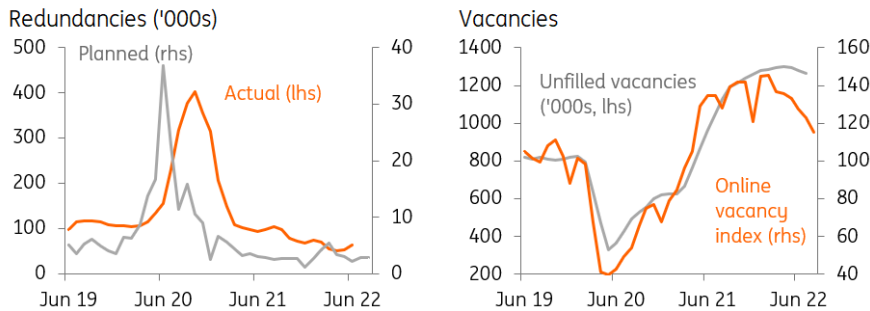 Redundancies ('000s)
500
400
300
200
100
0
40
30
20
10
0
Planned (rhs)
Actual (lhs)
Jun 19
Jun 20
Jun 21
Jun 22
Vacancies
1400
1200
1000
800
600
400
200
160
140
120
100
80
60
40
Unfilled vacancies
('000s, lhs)
Online
vacancy
index (rhs)
Jun 19
Jun 20
Jun 21
Jun 22